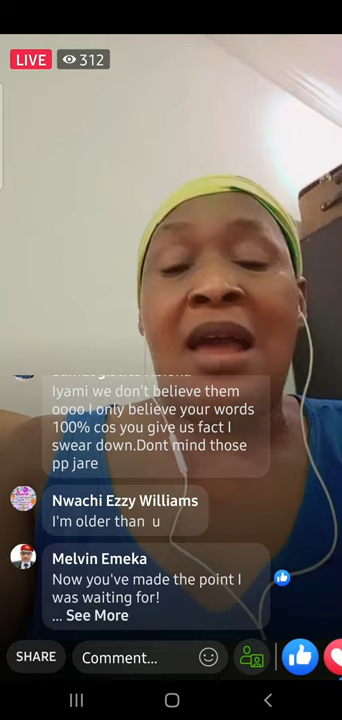 LIVE 312
Iyami we don't believe them
oooo I only believe your words
100% cos you give us fact I
swear down.Dont mind those
pp jare
Nwachi Ezzy Williams
I'm older than u
Melvin Emeka
Now you've made the point I
was waiting for!
... See More
SHARE Comment...